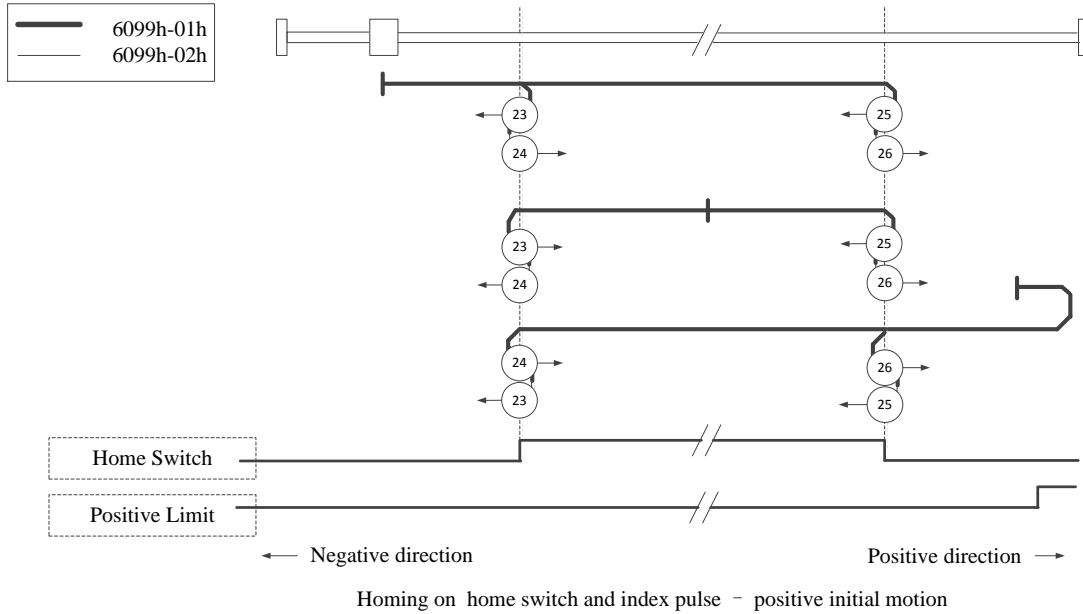 6099h-01h
6099h-02h
23
25
24
26
23
25
24
26
24
26
23
25
Home Switch
Positive Limit
Negative direction
Positive direction
Homing on home switch and index pulse － positive initial motion